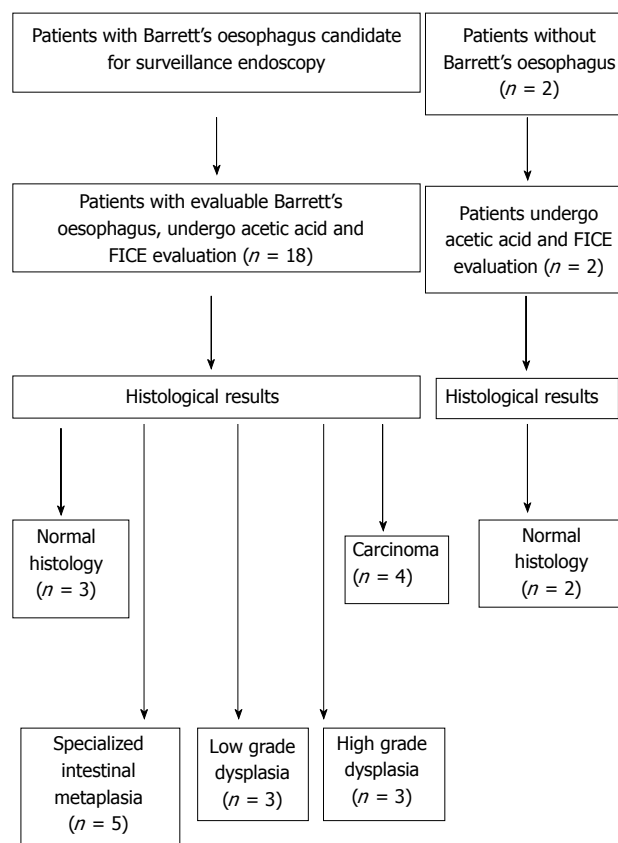 Patients with Barrett’s oesophagus candidate
for surveillance endoscopy
Patients without
Barrett’s oesophagus
(n = 2)
Patients with evaluable Barrett’s
oesophagus, undergo acetic acid and
FICE evaluation (n = 18)
Patients undergo
acetic acid and FICE
evaluation (n = 2)
Histological results
Histological results
Normal
histology
(n = 3)
Carcinoma
(n = 4)
Normal
histology
(n = 2)
Specialized
intestinal
metaplasia
(n = 5)
Low grade
dysplasia
(n = 3)
High grade
dysplasia
(n = 3)